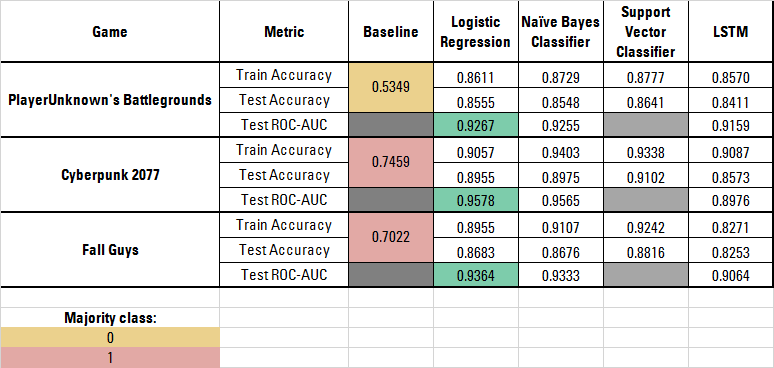 Game Metric Baseline Logistic Regression Naïve Bayes Classifier Support Vector Classifier LSTM
PlayerUnknown's Battlegrounds 0.5349
Train Accuracy 0.8611 0.8729 0.8777 0.8570
Test Accuracy 0.8555 0.8548 0.8641 0.8411
Test ROC-AUC 0.9267 0.9255 0.9159
Cyberpunk 2077 0.7459
Train Accuracy 0.9057 0.9403 0.9338 0.9087
Test Accuracy 0.8955 0.8975 0.9102 0.8573
Test ROC-AUC 0.9578 0.9565 0.8976
Fall Guys 0.7022
Train Accuracy 0.8955 0.9107 0.9242 0.8271
Test Accuracy 0.8683 0.8676 0.8816 0.8253
Test ROC-AUC 0.9364 0.9333 0.9064
Majority class:
0
1